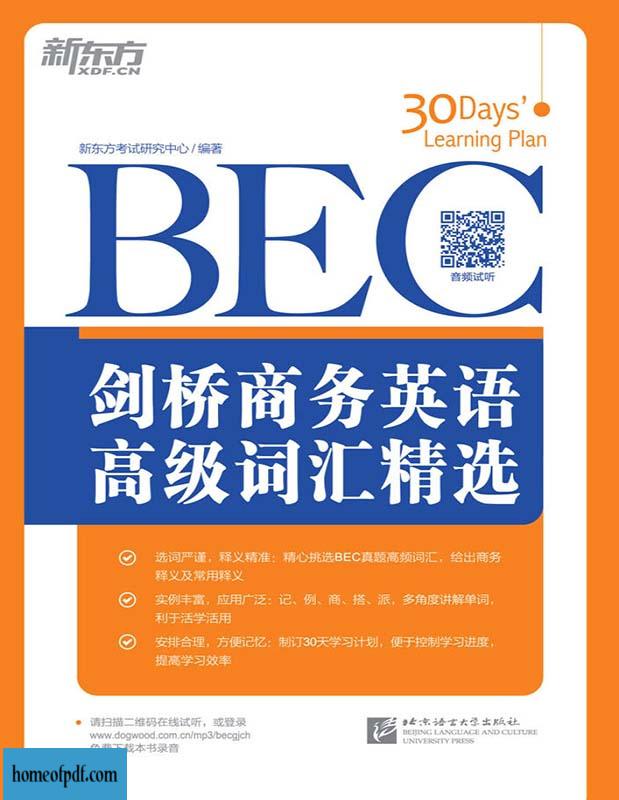 新东方
XDF.CN
30Days'
Learning Plan
新东方考试研究中心/编著
BEC
音频试听
剑桥商务英语
高级词汇精选
选词严谨，释义精准：精心挑选BEC真题高频词汇，给出商务
释义及常用释义
实例丰富，应用广泛：记、例、商、搭、派，多角度讲解单词，
利于活学活用
安排合理，方便记忆：制订30天学习计划，便于控制学习进度，
提高学习效率
请扫描二维码在线试听，或登录
www.dogwood.com.cn/mp3/becgjch
免费下载本书录音
北京语言大学出版社
BEIJING LANGUAGE AND CULTURE
UNIVERSITY PRESS
homeofpdf.com